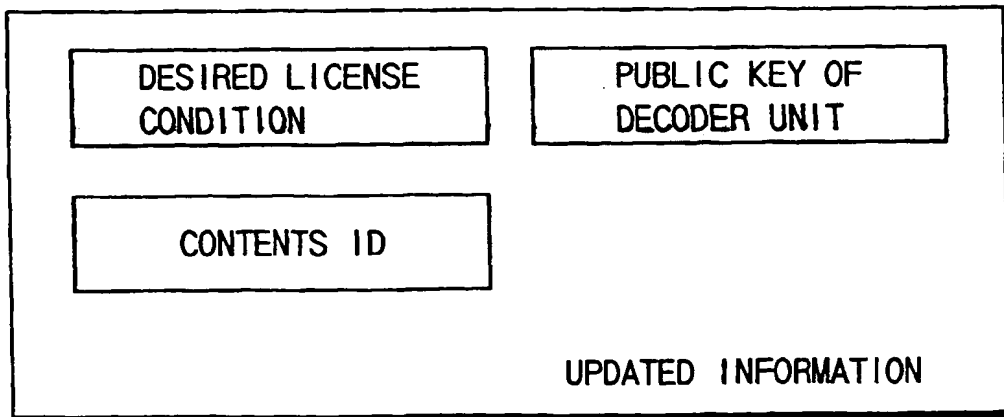 DESIRED LICENSE
CONDITION
PUBLIC KEY OF
DECODER UNIT
CONTENTS ID
UPDATED INFORMATION